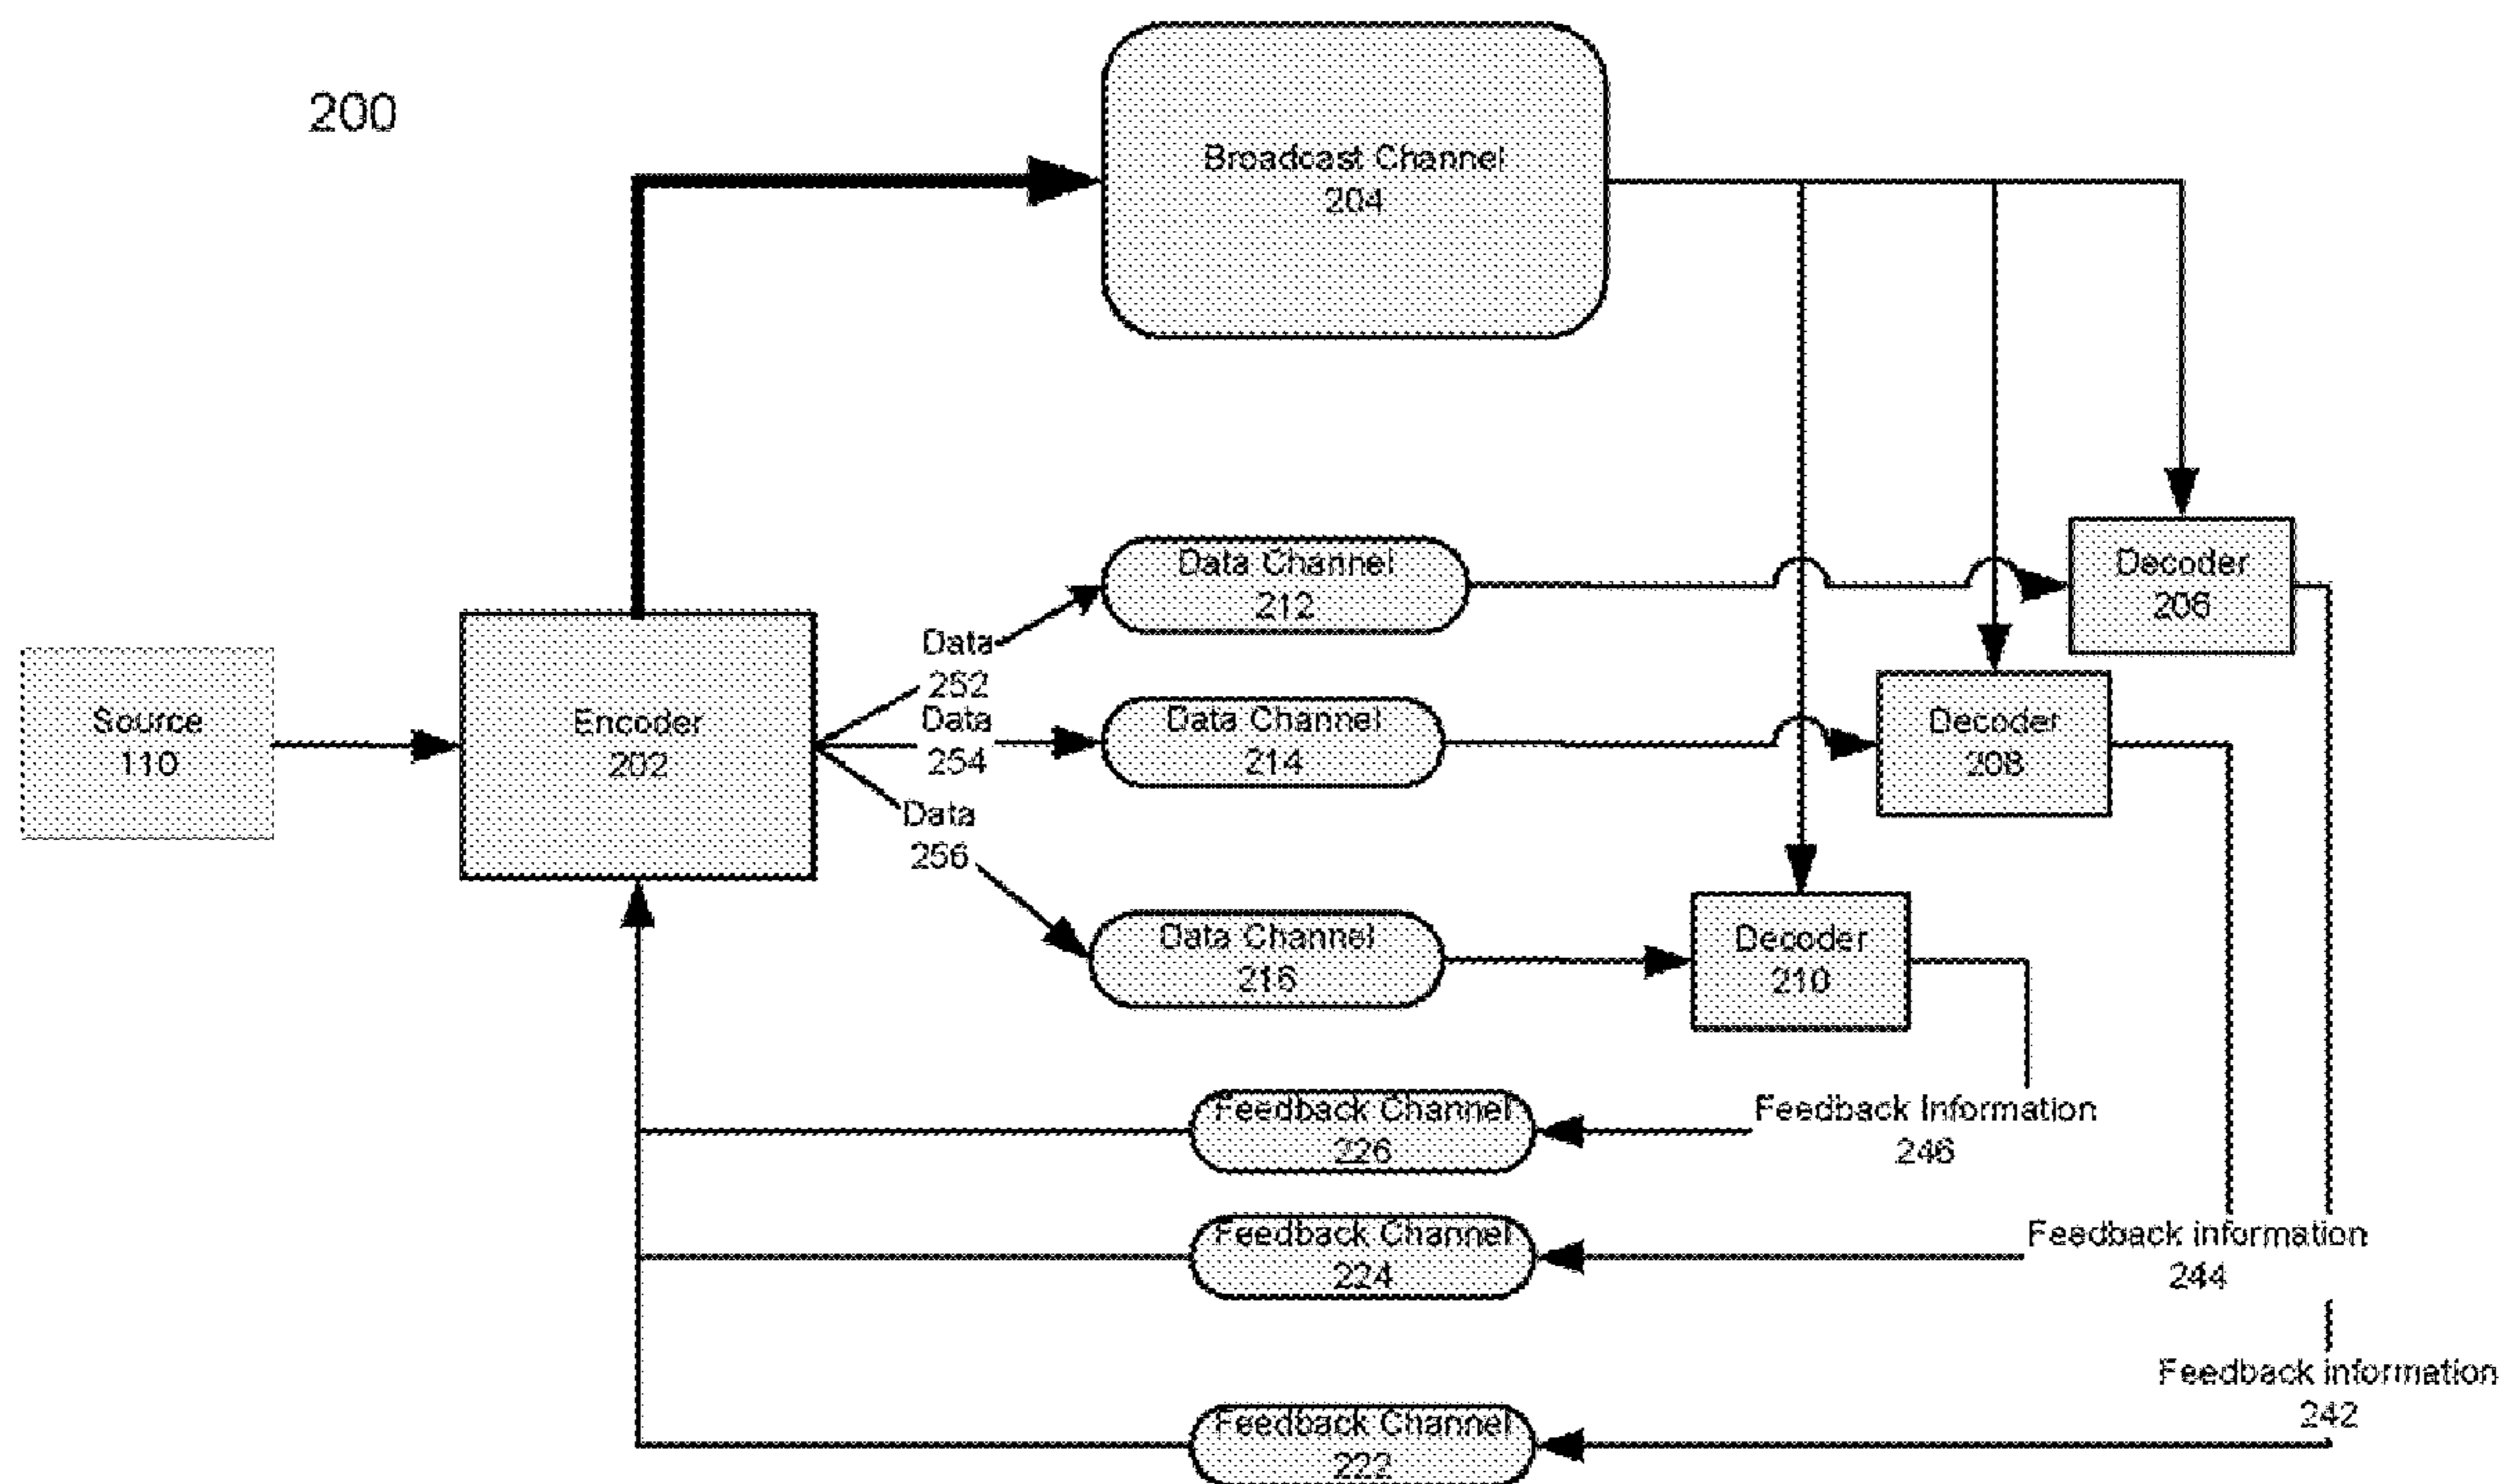 200
Broadcast Channel
204
Data Channel
212
Decoder
206
Data
252
Source
110
Encoder
202
Data
254
Data Channel
214
Decoder
208
Data
256
Data Channel
216
Decoder
210
Feedback Channel
226
Feedback Information
246
Feedback Channel
224
Feedback information
244
Feedback Channel
222
Feedback information
242